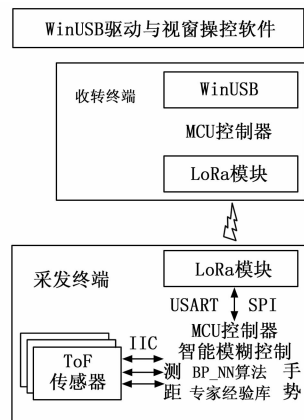 WinUSB驱动与视窗操控软件
收转终端
WinUSB
MCU控制器
LoRa模块
采发终端
LoRa模块
USART SPI
MCU控制器
IIC
智能模糊控制
ToF
传感器
测 BP_NN算法 手
距 专家经验库 势